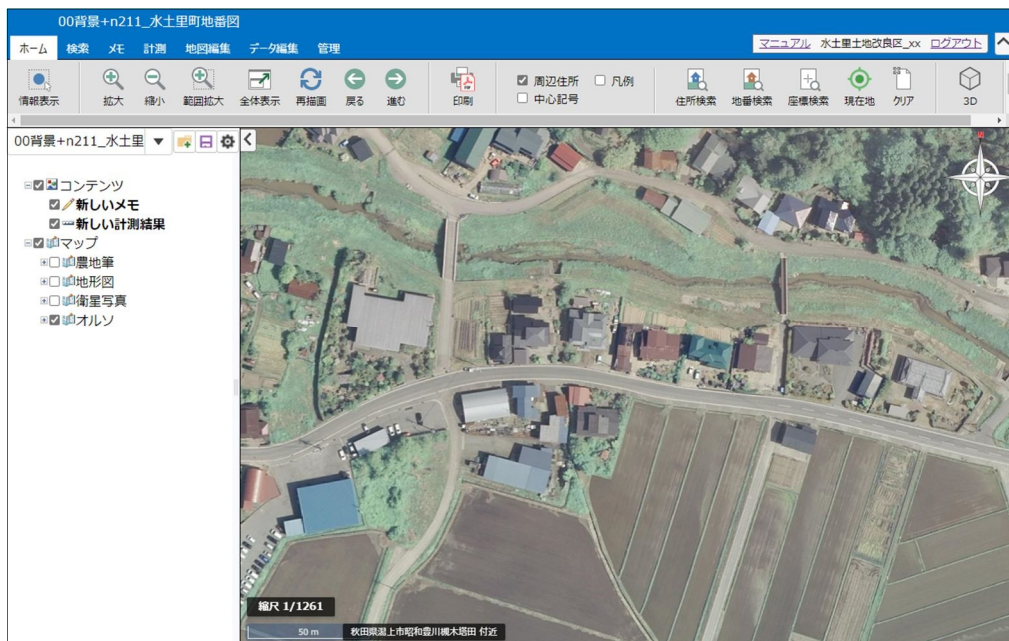 00背景+n211_水土里町地番図
ホーム 検索 メモ 計測 地図編集 データ編集 管理
マニュアル 水土里土地改良区_xx ログアウト
情報表示 拡大 縮小 範囲拡大 全体表示 再描画 戻る 進む 印刷
周辺住所 凡例
中心記号
住所検索 地番検索 座標検索 現在地 クリア 3D
00背景+n211_水土里
コンテンツ
新しいメモ
新しい計測結果
マップ
農地筆
地形図
衛星写真
オルソ
縮尺 1/1261
50 m
秋田県潟上市昭和豊川槻木塔田 付近